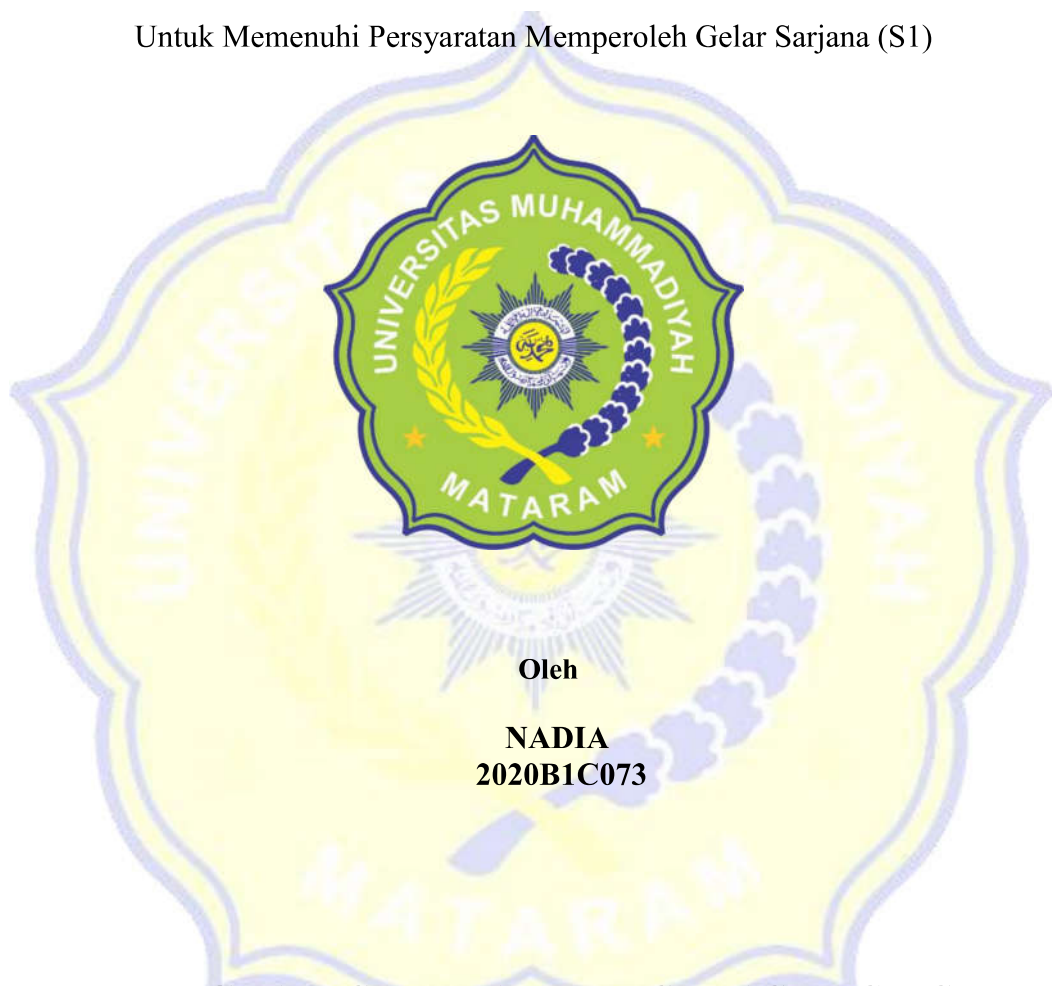 Untuk Memenuhi Persyaratan Memperoleh Gelar Sarjana (S1)
UNIVERSITAS MUHAMMADIYAH
MATARAM
Oleh
NADIA
2020B1C073